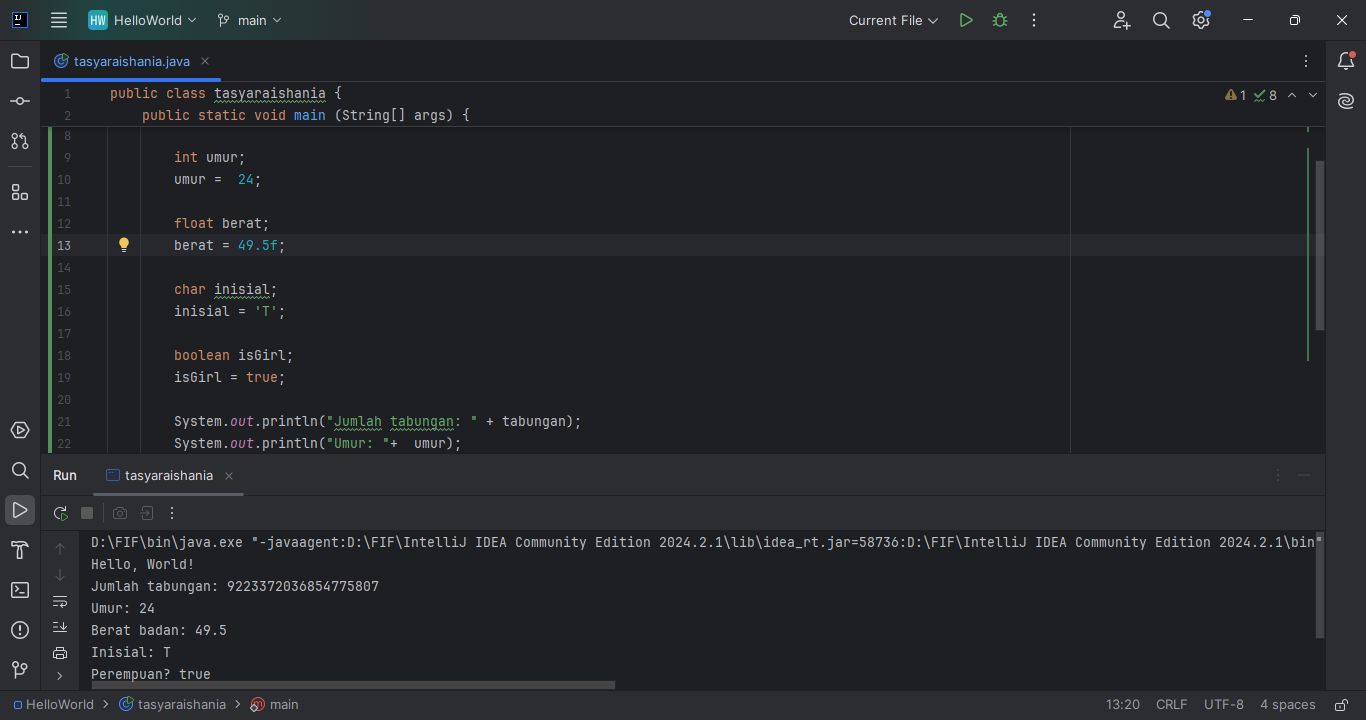 HW HelloWorld main Current File
tasyaraishania.java
1 public class tasyaraishania {
2 public static void main (String[] args) {
1 8
8
9 int umur;
10 umur =  24;
11
12 float berat;
13 berat = 49.5f;
14
15 char inisial;
16 inisial = 'T';
17
18 boolean isGirl;
19 isGirl = true;
20
21 System.out.println("Jumlah tabungan: " + tabungan);
22 System.out.println("Umur: "+  umur);
Run tasyaraishania
D:\FIF\bin\java.exe "-javaagent:D:\FIF\IntelliJ IDEA Community Edition 2024.2.1\lib\idea_rt.jar=58736:D:\FIF\IntelliJ IDEA Community Edition 2024.2.1\bin"
Hello, World!
Jumlah tabungan: 9223372036854775807
Umur: 24
Berat badan: 49.5
Inisial: T
Perempuan? true
HelloWorld > tasyaraishania > main 13:20 CRLF UTF-8 4 spaces